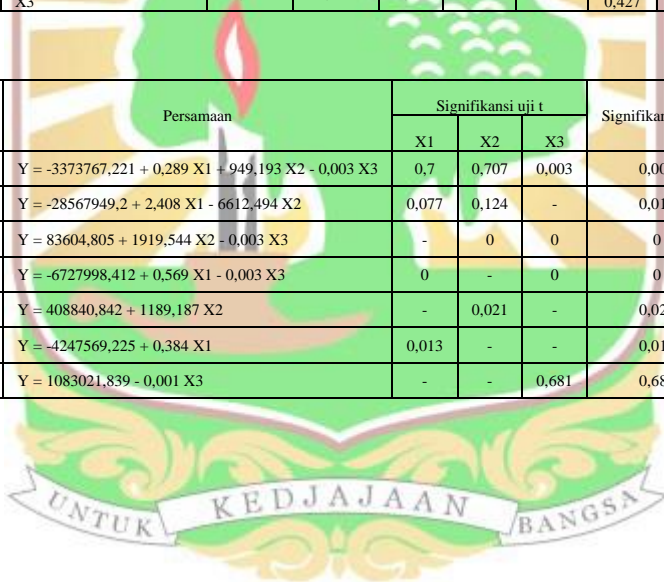 X3 0,427
Persamaan Signifikansi uji t
X1 X2 X3
Y = -3373767,221 + 0,289 X1 + 949,193 X2 - 0,003 X3 0,7 0,707 0,003 0,00
Y = -28567949,2 + 2,408 X1 - 6612,494 X2 0,077 0,124 - 0,01
Y = 83604,805 + 1919,544 X2 - 0,003 X3 - 0 0 0
Y = -6727998,412 + 0,569 X1 - 0,003 X3 0 - 0 0
Y = 408840,842 + 1189,187 X2 - 0,021 - 0,02
Y = -4247569,225 + 0,384 X1 0,013 - - 0,01
Y = 1083021,839 - 0,001 X3 - - 0,681 0,68
UNTUK KEDJAJAAN BANGSA